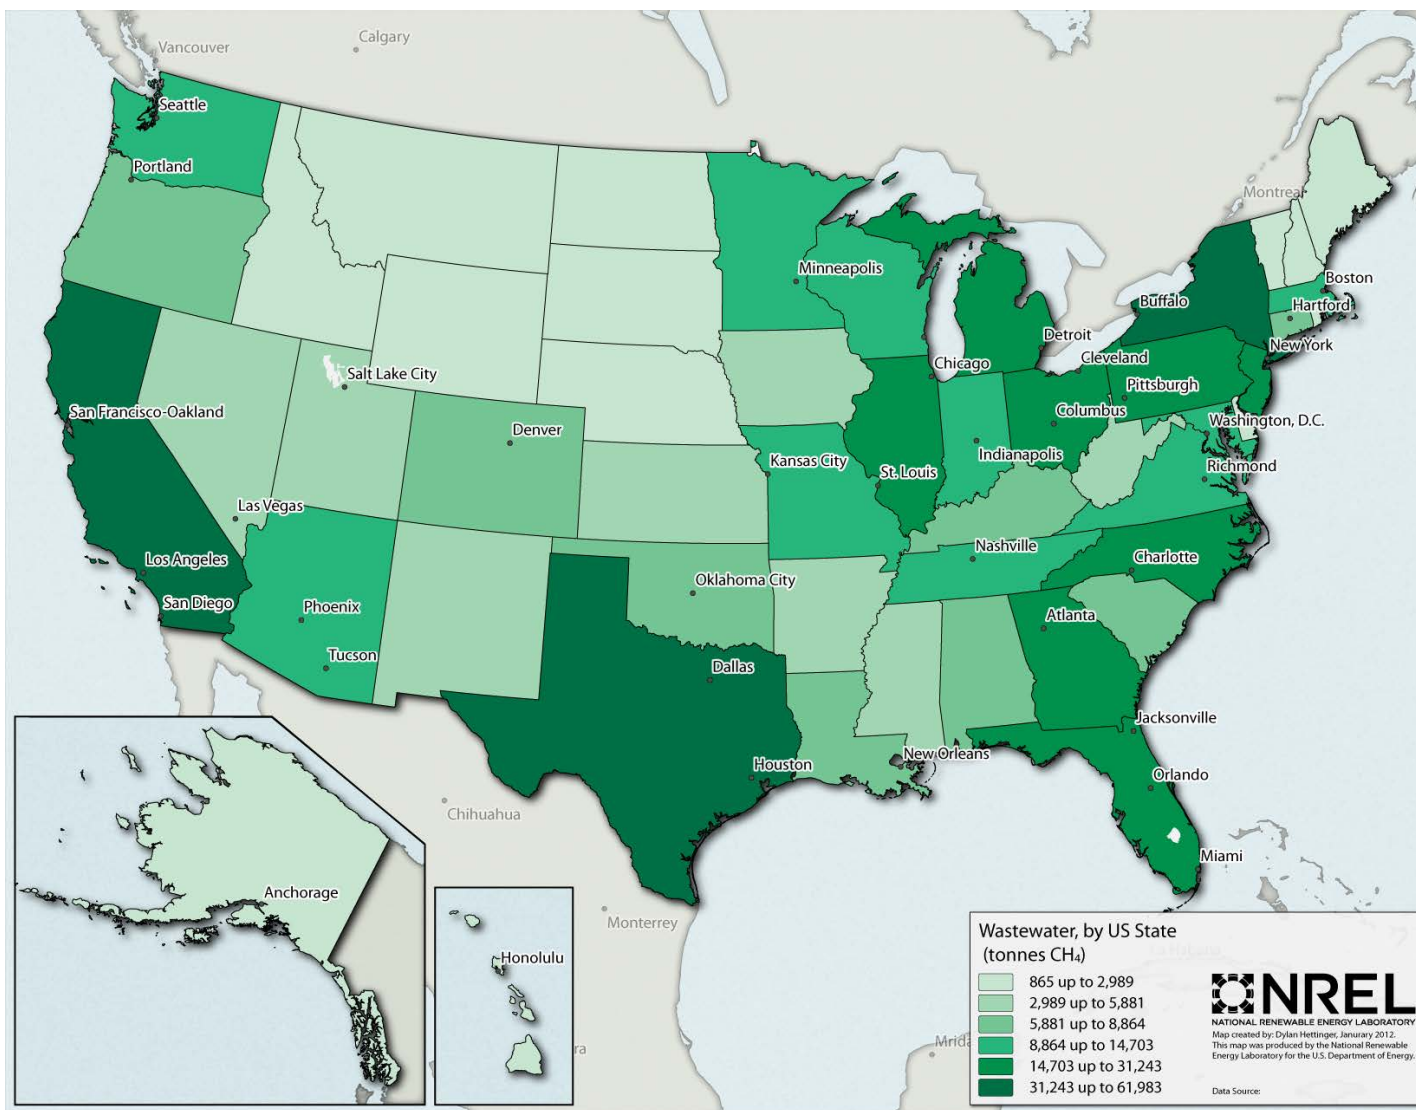 Calgary
Vancouver
Seattle
Portland
Montreal
Minneapolis
Boston
Buffalo
Hartford
Detroit
New York
Cleveland
Chicago
Salt Lake City
Pittsburgh
San Francisco-Oakland
Columbus
Washington, D.C.
Denver
Indianapolis
Kansas City
Richmond
St. Louis
Las Vegas
Nashville
Charlotte
Los Angeles
Oklahoma City
San Diego
Phoenix
Atlanta
Tucson
Dallas
Jacksonville
New Orleans
Houston
Orlando
Chihuahua
Miami
Anchorage
Monterrey
Honolulu
Wastewater, by US State
(tonnes CH₄)
865 up to 2,989
2,989 up to 5,881
5,881 up to 8,864
8,864 up to 14,703
14,703 up to 31,243
31,243 up to 61,983
NREL
NATIONAL RENEWABLE ENERGY LABORATORY
Map created by: Dylan Hettinger, Janurary 2012.
This map was produced by the National Renewable
Energy Laboratory for the U.S. Department of Energy.
Data Source: